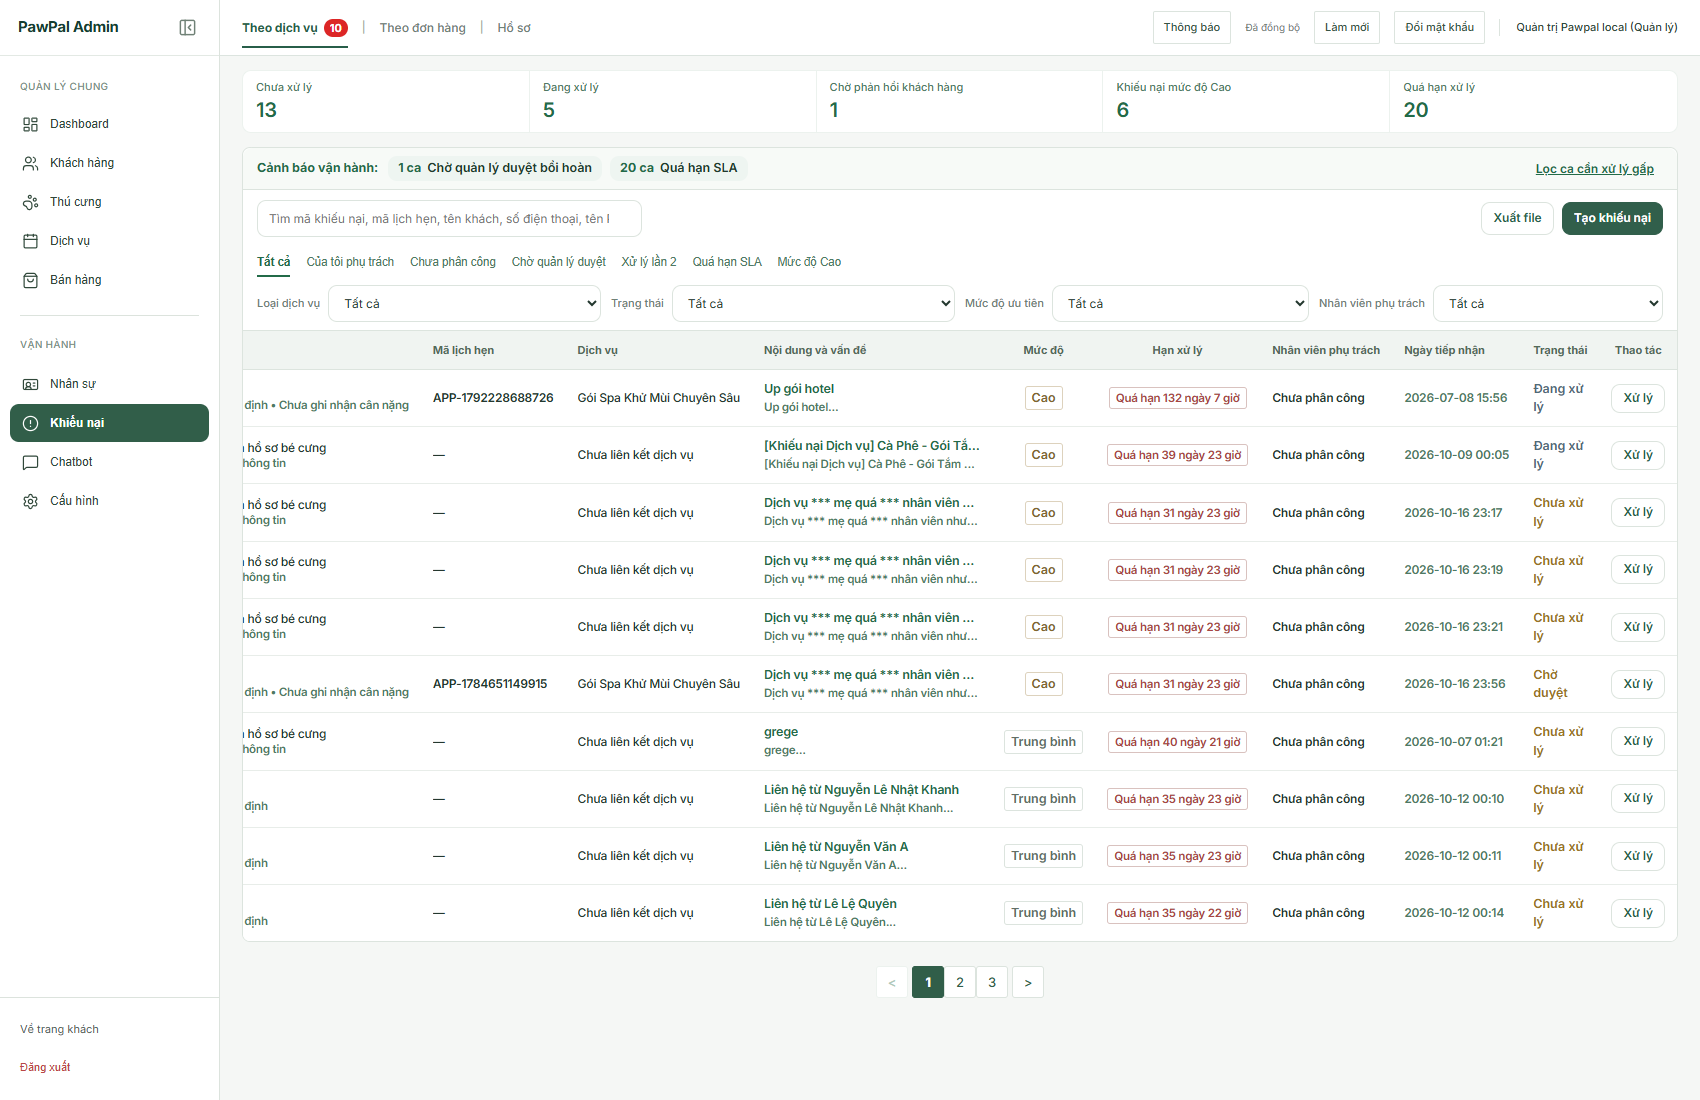 PawPal Admin
QUẢN LÝ CHUNG
Dashboard
Khách hàng
Thú cưng
Dịch vụ
Bán hàng
VẬN HÀNH
Nhân sự
Khiếu nại
Chatbot
Cấu hình
Về trang khách
Đăng xuất
Theo dịch vụ 10 | Theo đơn hàng | Hồ sơ
Thông báo Đã đồng bộ Làm mới Đổi mật khẩu Quản trị Pawpal local (Quản lý)
Chưa xử lý
13
Đang xử lý
5
Chờ phản hồi khách hàng
1
Khiếu nại mức độ Cao
6
Quá hạn xử lý
20
Cảnh báo vận hành: 1 ca Chờ quản lý duyệt bồi hoàn 20 ca Quá hạn SLA Lọc ca cần xử lý gấp
Tìm mã khiếu nại, mã lịch hẹn, tên khách, số điện thoại, tên
Xuất file Tạo khiếu nại
Tất cả Của tôi phụ trách Chưa phân công Chờ quản lý duyệt Xử lý lần 2 Quá hạn SLA Mức độ Cao
Loại dịch vụ Tất cả Trạng thái Tất cả Mức độ ưu tiên Tất cả Nhân viên phụ trách Tất cả
Mã lịch hẹn Dịch vụ Nội dung và vấn đề Mức độ Hạn xử lý Nhân viên phụ trách Ngày tiếp nhận Trạng thái Thao tác
định • Chưa ghi nhận cân nặng APP-1792228688726 Gói Spa Khử Mùi Chuyên Sâu Up gói hotel Cao Quá hạn 132 ngày 7 giờ Chưa phân công 2026-07-08 15:56 Đang xử lý Xử lý
Up gói hotel...
hồ sơ bé cưng — Chưa liên kết dịch vụ [Khiếu nại Dịch vụ] Cà Phê - Gói Tắ... Cao Quá hạn 39 ngày 23 giờ Chưa phân công 2026-10-09 00:05 Đang xử lý Xử lý
hông tin [Khiếu nại Dịch vụ] Cà Phê - Gói Tắm ...
hồ sơ bé cưng — Chưa liên kết dịch vụ Dịch vụ *** mẹ quá *** nhân viên ... Cao Quá hạn 31 ngày 23 giờ Chưa phân công 2026-10-16 23:17 Chưa xử lý Xử lý
hông tin Dịch vụ *** mẹ quá *** nhân viên như...
hồ sơ bé cưng — Chưa liên kết dịch vụ Dịch vụ *** mẹ quá *** nhân viên ... Cao Quá hạn 31 ngày 23 giờ Chưa phân công 2026-10-16 23:19 Chưa xử lý Xử lý
hông tin Dịch vụ *** mẹ quá *** nhân viên như...
hồ sơ bé cưng — Chưa liên kết dịch vụ Dịch vụ *** mẹ quá *** nhân viên ... Cao Quá hạn 31 ngày 23 giờ Chưa phân công 2026-10-16 23:21 Chưa xử lý Xử lý
hông tin Dịch vụ *** mẹ quá *** nhân viên như...
định • Chưa ghi nhận cân nặng APP-1784651149915 Gói Spa Khử Mùi Chuyên Sâu Dịch vụ *** mẹ quá *** nhân viên ... Cao Quá hạn 31 ngày 23 giờ Chưa phân công 2026-10-16 23:56 Chờ duyệt Xử lý
Dịch vụ *** mẹ quá *** nhân viên như...
hồ sơ bé cưng — Chưa liên kết dịch vụ grege Trung bình Quá hạn 40 ngày 21 giờ Chưa phân công 2026-10-07 01:21 Chưa xử lý Xử lý
hông tin grege...
định — Chưa liên kết dịch vụ Liên hệ từ Nguyễn Lê Nhật Khanh Trung bình Quá hạn 35 ngày 23 giờ Chưa phân công 2026-10-12 00:10 Chưa xử lý Xử lý
Liên hệ từ Nguyễn Lê Nhật Khanh...
định — Chưa liên kết dịch vụ Liên hệ từ Nguyễn Văn A Trung bình Quá hạn 35 ngày 23 giờ Chưa phân công 2026-10-12 00:11 Chưa xử lý Xử lý
Liên hệ từ Nguyễn Văn A...
định — Chưa liên kết dịch vụ Liên hệ từ Lê Lệ Quyên Trung bình Quá hạn 35 ngày 22 giờ Chưa phân công 2026-10-12 00:14 Chưa xử lý Xử lý
Liên hệ từ Lê Lệ Quyên...
< 1 2 3 >